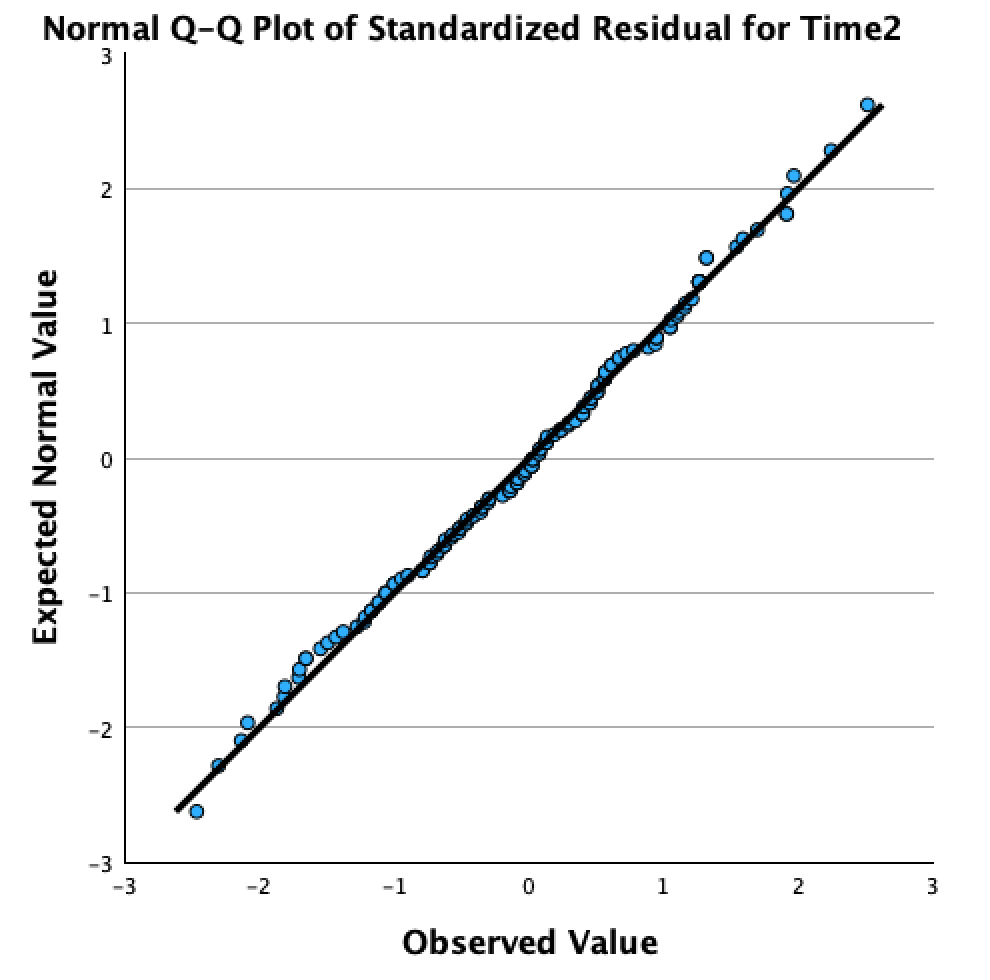 Normal Q-Q Plot of Standardized Residual for Time2
3
2
1
0
-1
-2
-3
Expected Normal Value
-3 -2 -1 0 1 2 3
Observed Value